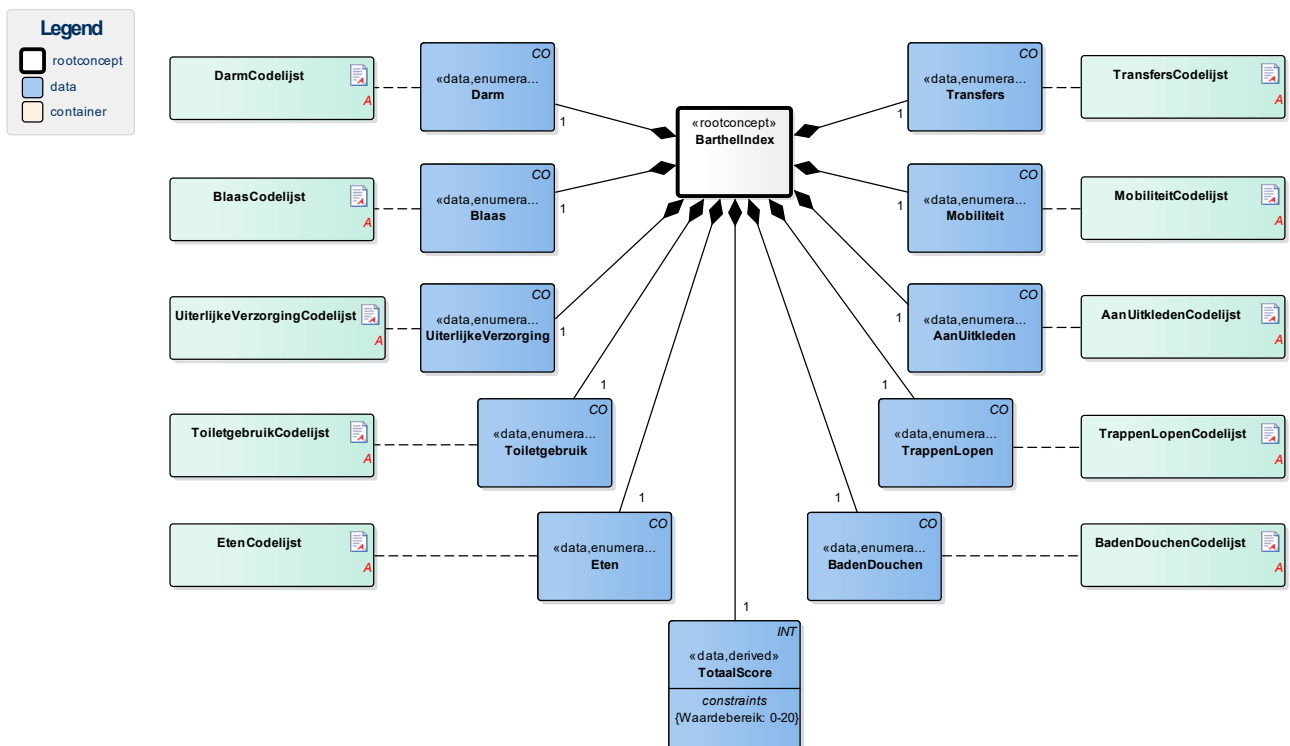 Legend
rootconcept
data
container
DarmCodelijst
A
CO
«data,enumera...
Darm
1
BlaasCodelijst
A
CO
«data,enumera...
Blaas
1
UiterlijkeVerzorgingCodelijst
A
CO
«data,enumera...
UiterlijkeVerzorging
1
ToiletgebruikCodelijst
A
CO
«data,enumera...
Toiletgebruik
1
EtenCodelijst
A
CO
«data,enumera...
Eten
1
«rootconcept»
BarthelIndex
INT
«data,derived»
TotaalScore
constraints
{Waardebereik: 0-20}
1
CO
«data,enumera...
Transfers
1
TransfersCodelijst
A
CO
«data,enumera...
Mobiliteit
1
MobiliteitCodelijst
A
CO
«data,enumera...
AanUitkleden
1
AanUitkledenCodelijst
A
CO
«data,enumera...
TrappenLopen
1
TrappenLopenCodelijst
A
CO
«data,enumera...
BadenDouchen
1
BadenDouchenCodelijst
A